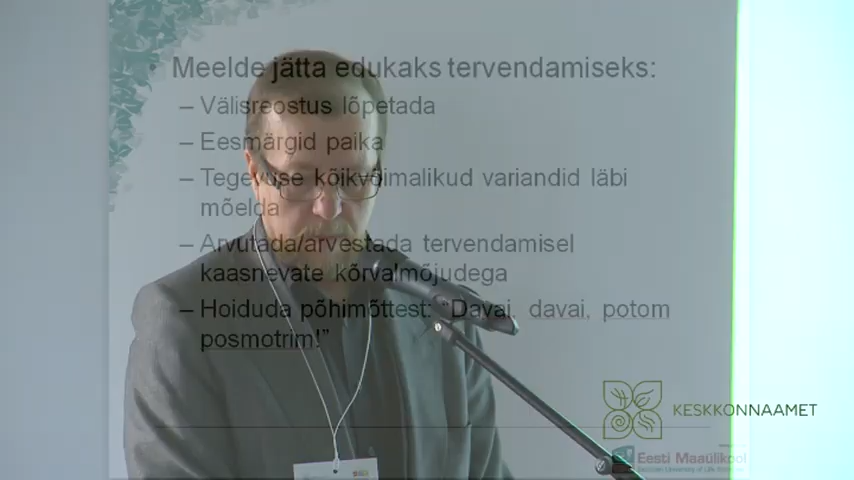 Meelde jätta edukaks tervendamiseks:
– Välisreostus lõpetada
– Eesmärgid paika
– Tegevuse kõikvõimalikud variandid läbi
mõelda
– Arvutada/arvestada tervendamisel
kaasnevate kõrvalmõjudega
– Hoiduda põhimõttest: “Davai, davai, potom
posmotrim!”
KESKKONNAAMET
Eesti Maaülikool